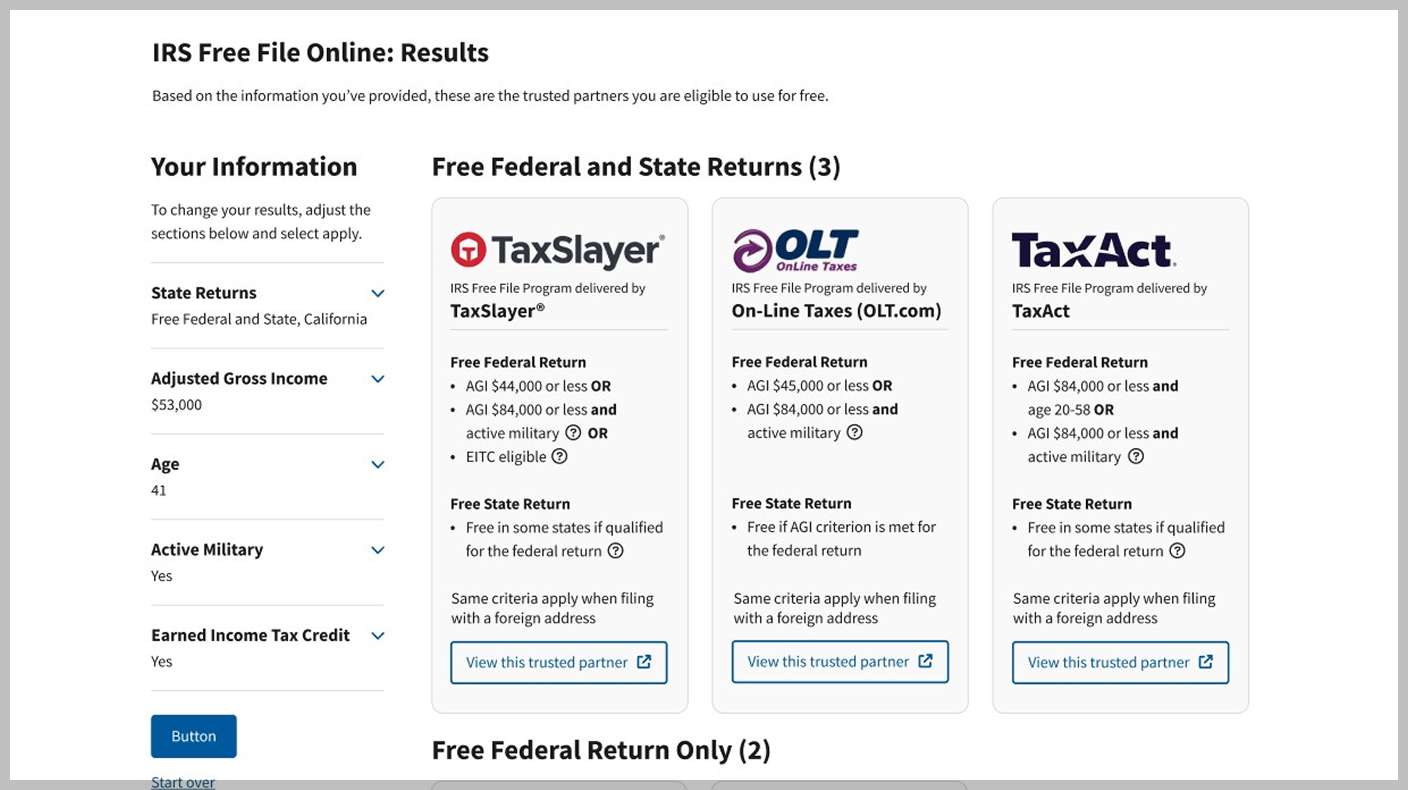 IRS Free File Online: Results
Based on the information you’ve provided, these are the trusted partners you are eligible to use for free.
Your Information
To change your results, adjust the
sections below and select apply.
State Returns
Free Federal and State, California
Adjusted Gross Income
$53,000
Age
41
Active Military
Yes
Earned Income Tax Credit
Yes
Button
Start over
Free Federal and State Returns (3)
TaxSlayer®
IRS Free File Program delivered by
TaxSlayer®
Free Federal Return
• AGI $44,000 or less OR
• AGI $84,000 or less and
active military ? OR
• EITC eligible ?
Free State Return
• Free in some states if qualified
for the federal return ?
Same criteria apply when filing
with a foreign address
View this trusted partner
OLT
OnLine Taxes
IRS Free File Program delivered by
On-Line Taxes (OLT.com)
Free Federal Return
• AGI $45,000 or less OR
• AGI $84,000 or less and
active military ?
Free State Return
• Free if AGI criterion is met for
the federal return
Same criteria apply when filing
with a foreign address
View this trusted partner
TaxAct.
IRS Free File Program delivered by
TaxAct
Free Federal Return
• AGI $84,000 or less and
age 20-58 OR
• AGI $84,000 or less and
active military ?
Free State Return
• Free in some states if qualified
for the federal return ?
Same criteria apply when filing
with a foreign address
View this trusted partner
Free Federal Return Only (2)